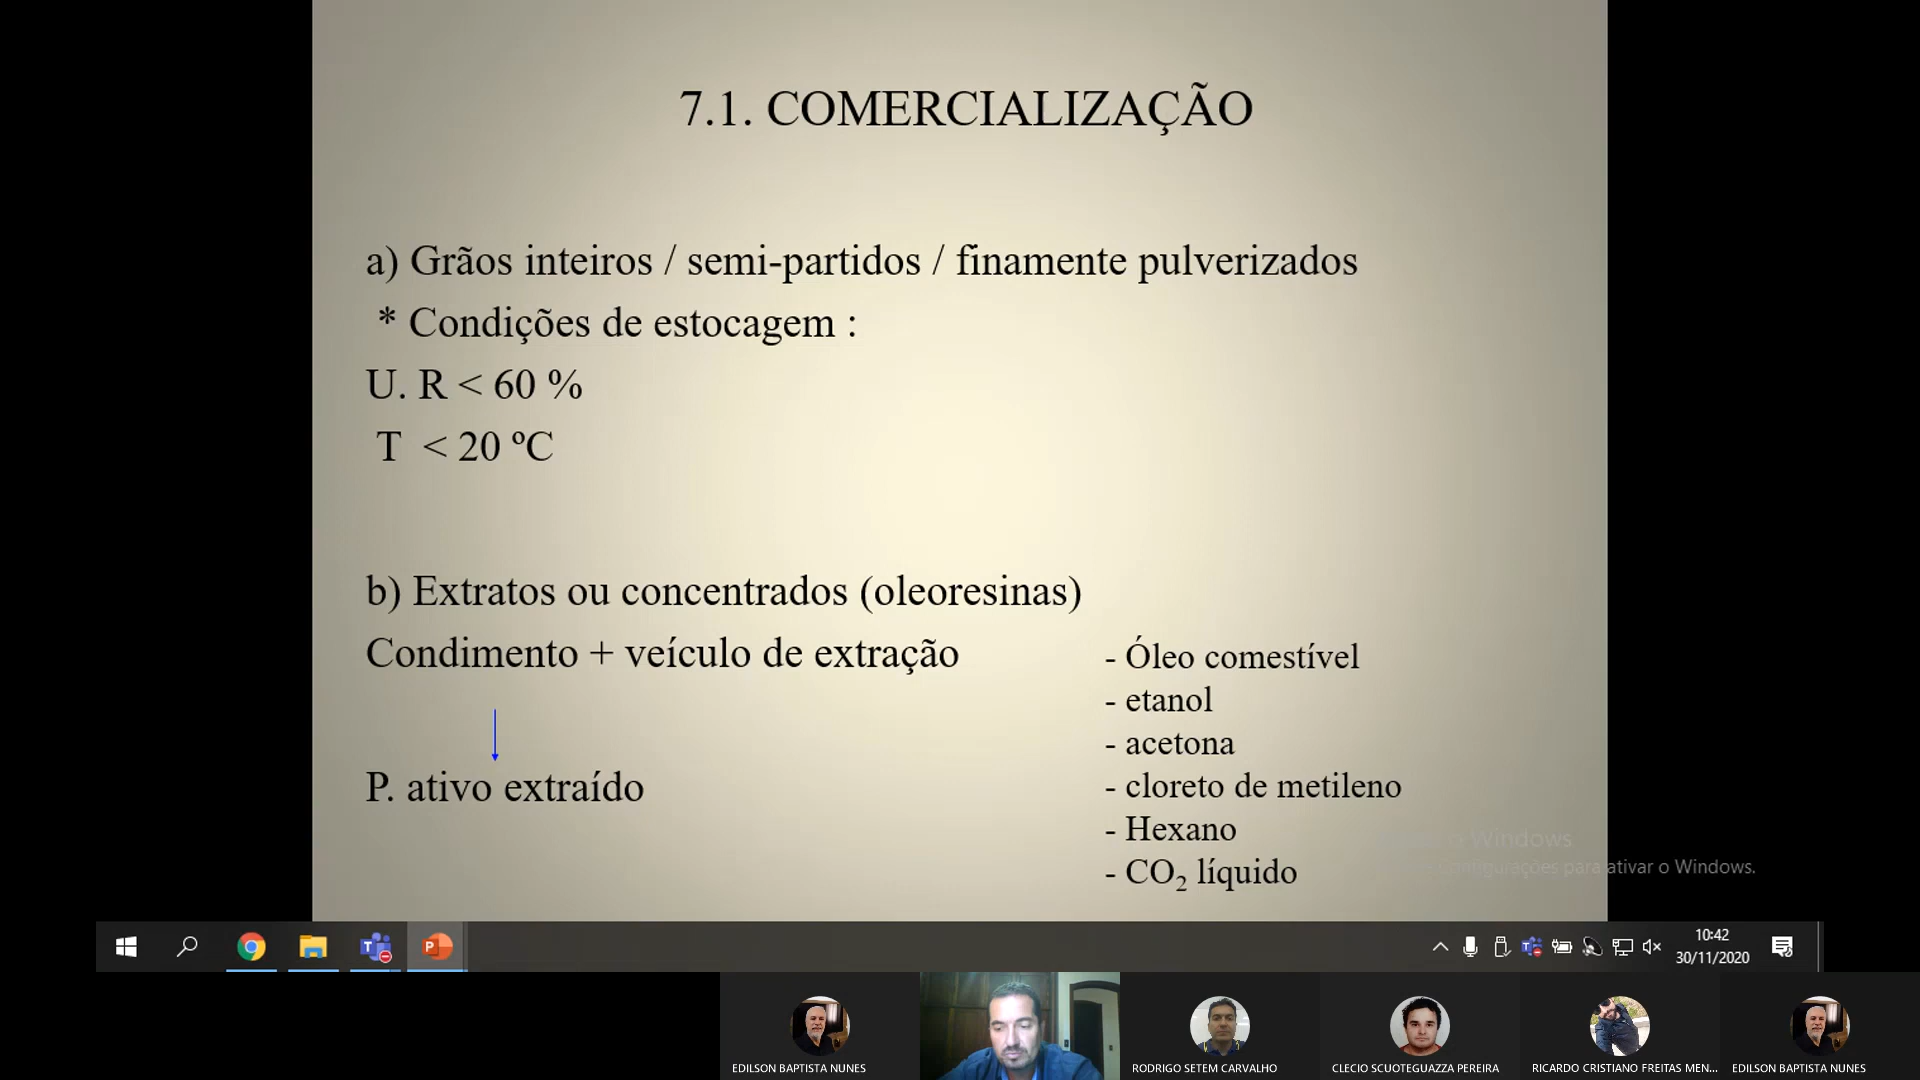 7.1. COMERCIALIZAÇÃO
a) Grãos inteiros / semi-partidos / finamente pulverizados
* Condições de estocagem :
U. R < 60 %
T < 20 ºC
b) Extratos ou concentrados (oleoresinas)
Condimento + veículo de extração
P. ativo extraído
- Óleo comestível
- etanol
- acetona
- cloreto de metileno
- Hexano
- CO₂ líquido
o Windows
configurações para ativar o Windows.
10:42
30/11/2020
EDILSON BAPTISTA NUNES
RODRIGO SETEM CARVALHO
CLECIO SCUOTEGUAZZA PEREIRA
RICARDO CRISTIANO FREITAS MEN...
EDILSON BAPTISTA NUNES